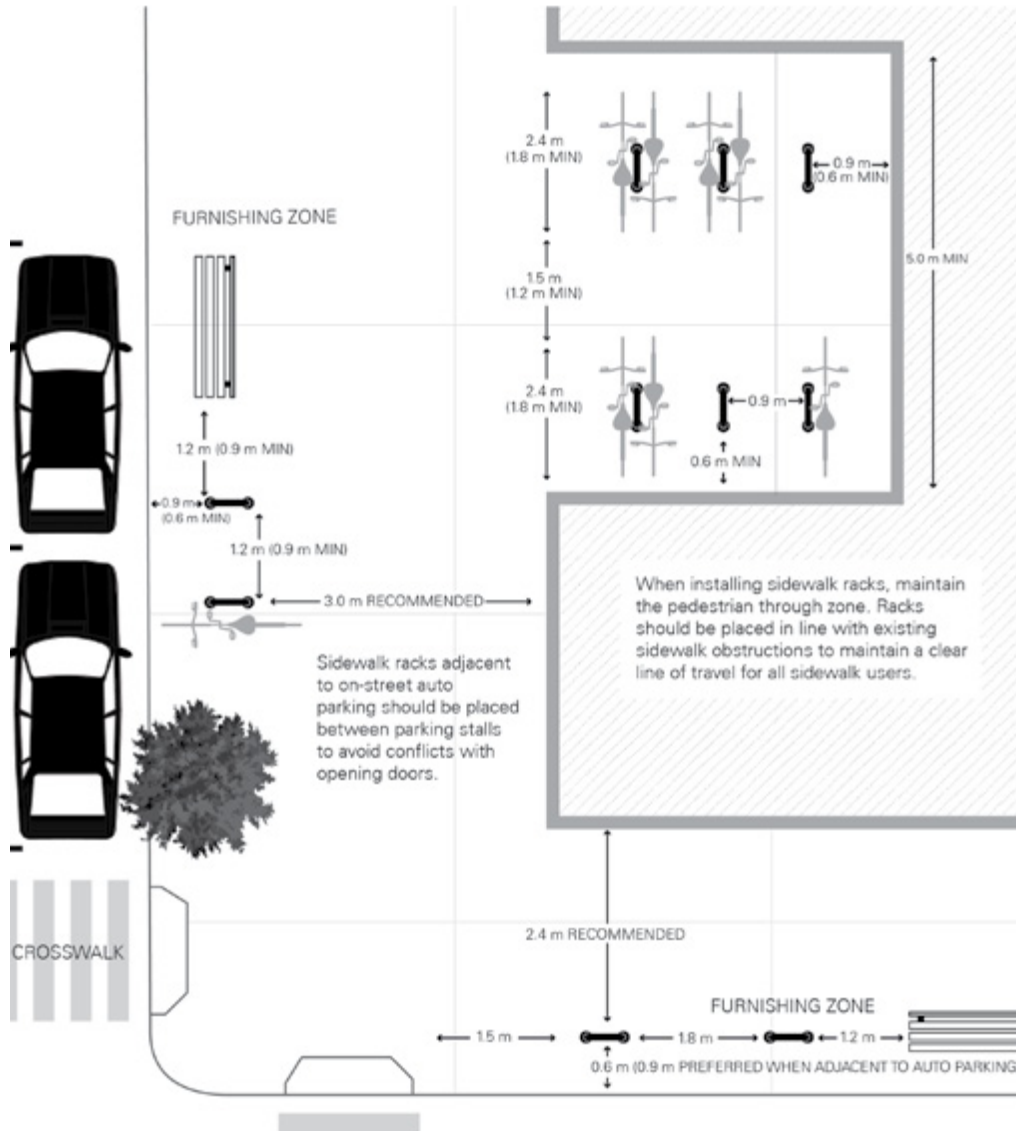 2.4 m
(1.8 m MIN)
0.9 m
(0.6 m MIN)
FURNISHING ZONE
5.0 m MIN
1.5 m
(1.2 m MIN)
2.4 m
(1.8 m MIN)
0.9 m
1.2 m (0.9 m MIN)
0.6 m MIN
0.9 m
(0.6 m MIN)
1.2 m (0.9 m MIN)
3.0 m RECOMMENDED
When installing sidewalk racks, maintain
the pedestrian through zone. Racks
should be placed in line with existing
sidewalk obstructions to maintain a clear
line of travel for all sidewalk users.
Sidewalk racks adjacent
to on-street auto
parking should be placed
between parking stalls
to avoid conflicts with
opening doors.
2.4 m RECOMMENDED
CROSSWALK
FURNISHING ZONE
1.5 m
1.8 m
1.2 m
0.6 m (0.9 m PREFERRED WHEN ADJACENT TO AUTO PARKING